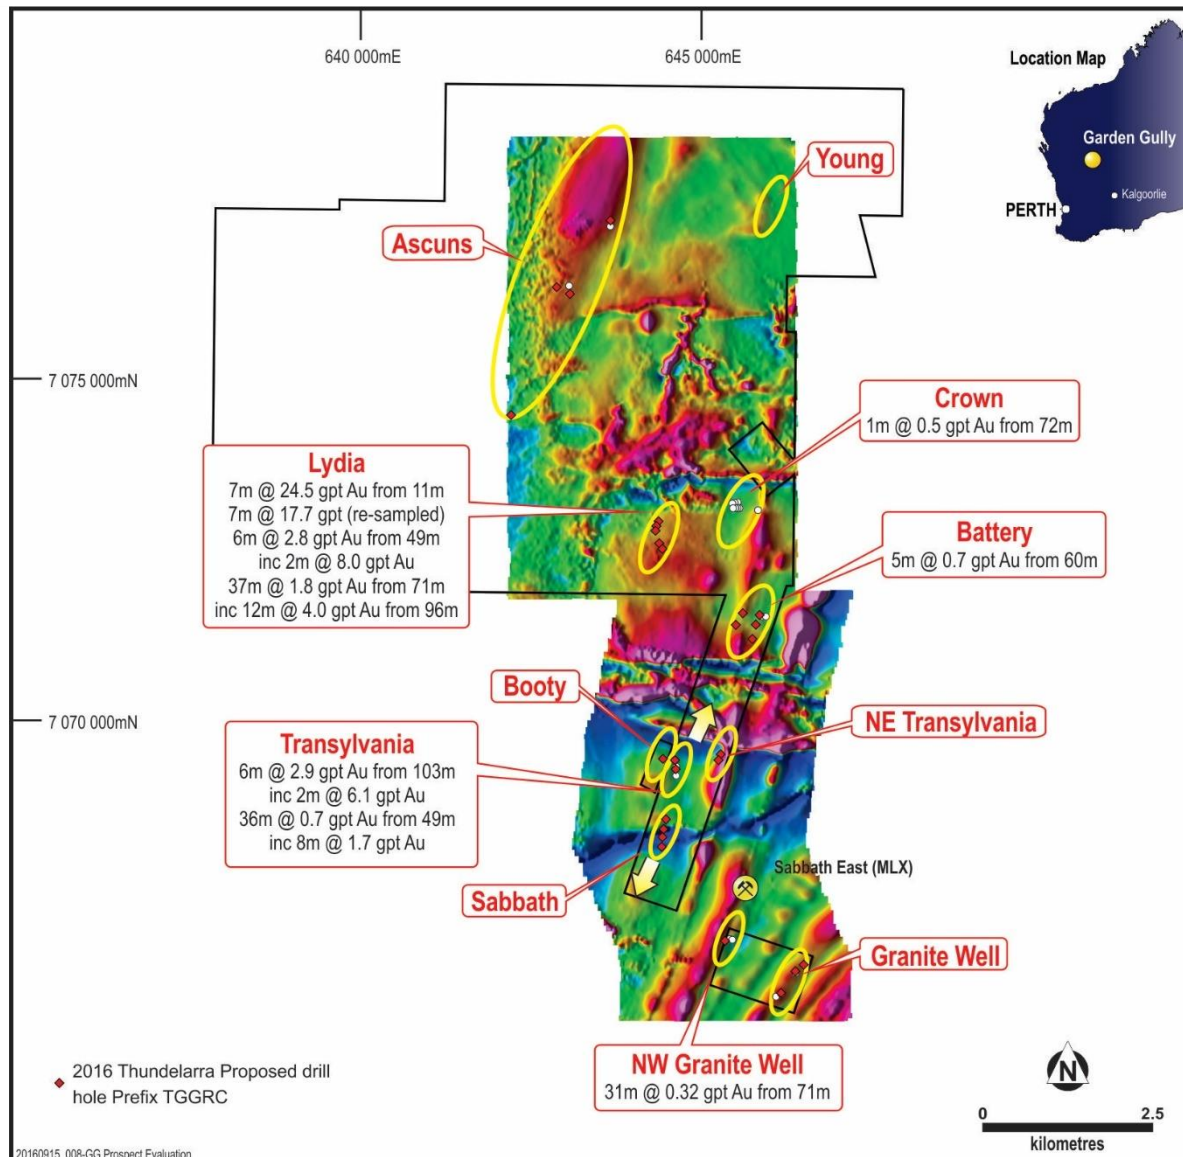 640 000mE
645 000mE
Location Map
Garden Gully
Kalgoorlie
PERTH
Young
Ascuns
7 075 000mN
Crown
1m @ 0.5 gpt Au from 72m
Lydia
7m @ 24.5 gpt Au from 11m
7m @ 17.7 gpt (re-sampled)
6m @ 2.8 gpt Au from 49m
inc 2m @ 8.0 gpt Au
37m @ 1.8 gpt Au from 71m
inc 12m @ 4.0 gpt Au from 96m
Battery
5m @ 0.7 gpt Au from 60m
Booty
7 070 000mN
NE Transylvania
Transylvania
6m @ 2.9 gpt Au from 103m
inc 2m @ 6.1 gpt Au
36m @ 0.7 gpt Au from 49m
inc 8m @ 1.7 gpt Au
Sabbath East (MLX)
Sabbath
Granite Well
NW Granite Well
31m @ 0.32 gpt Au from 71m
2016 Thundelarra Proposed drill
hole Prefix TGGRC
N
0 2.5
kilometres
20160915_008-GG Prospect Evaluation